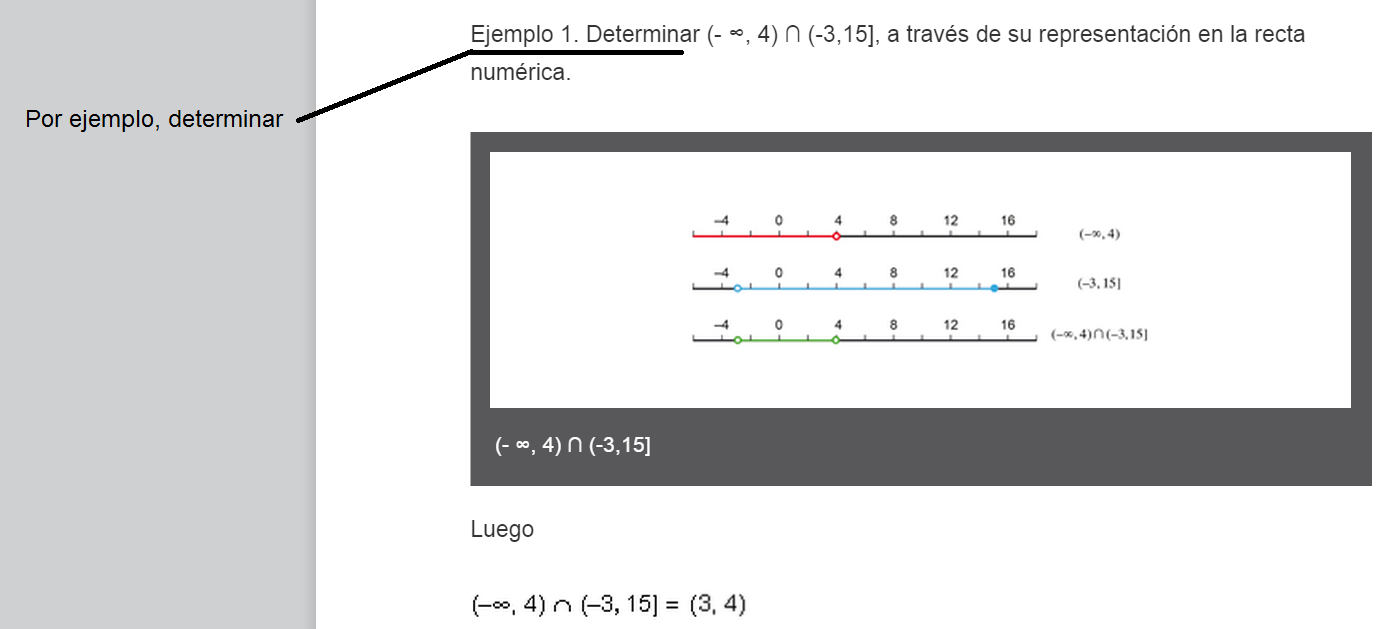 Ejemplo 1. Determinar (- ∞, 4) ∩ (-3,15], a través de su representación en la recta
numérica.
Por ejemplo, determinar
–4 0 4 8 12 16
(–∞, 4)
–4 0 4 8 12 16
(–3, 15]
–4 0 4 8 12 16
(–∞, 4)∩(–3, 15]
(- ∞, 4) ∩ (-3,15]
Luego
(–∞, 4) ∩ (–3, 15] = (3, 4)